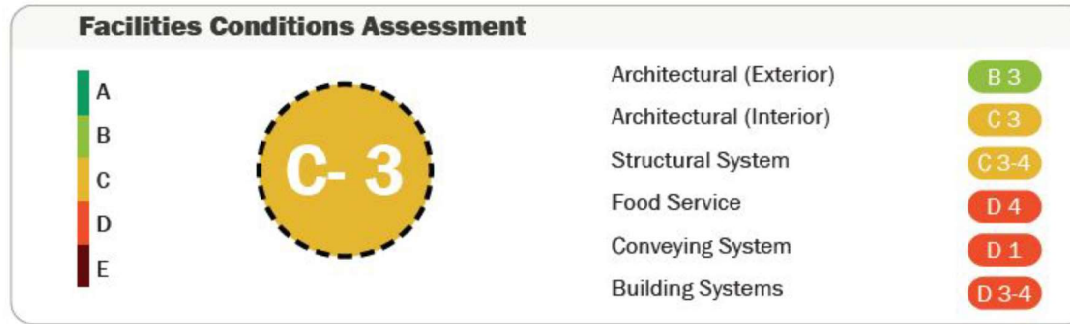 Facilities Conditions Assessment
A
B
C
D
E
C- 3
Architectural (Exterior) B 3
Architectural (Interior) C 3
Structural System C 3-4
Food Service D 4
Conveying System D 1
Building Systems D 3-4